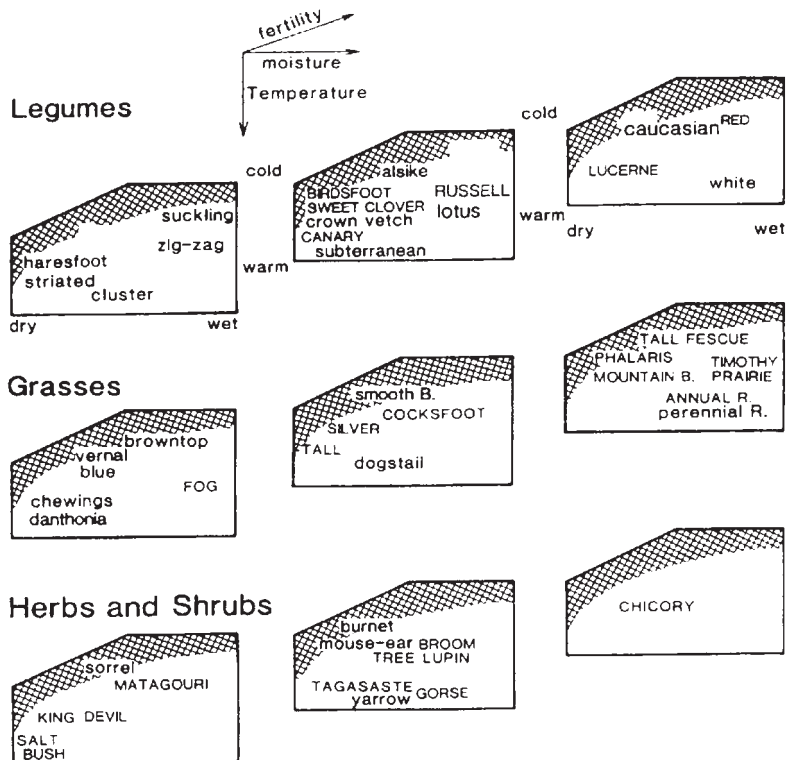 fertility
moisture
Temperature
Legumes
cold
caucasian RED
LUCERNE
white
warm
dry
wet
cold
alsike
BIRDSFOOT
RUSSELL
SWEET CLOVER
lotus
crown vetch
CANARY
subterranean
warm
suckling
zig-zag
haresfoot
striated
cluster
dry
wet
Grasses
TALL FESCUE
PHALARIS
TIMOTHY
MOUNTAIN B.
PRAIRIE
ANNUAL R.
perennial R.
smooth B.
COCKSFOOT
SILVER
TALL
dogstail
browntop
vernal
blue
FOG
chewings
danthonia
Herbs and Shrubs
CHICORY
burnet
mouse-ear BROOM
TREE LUPIN
TAGASASTE
GORSE
yarrow
sorrel
MATAGOURI
KING DEVIL
SALT
BUSH